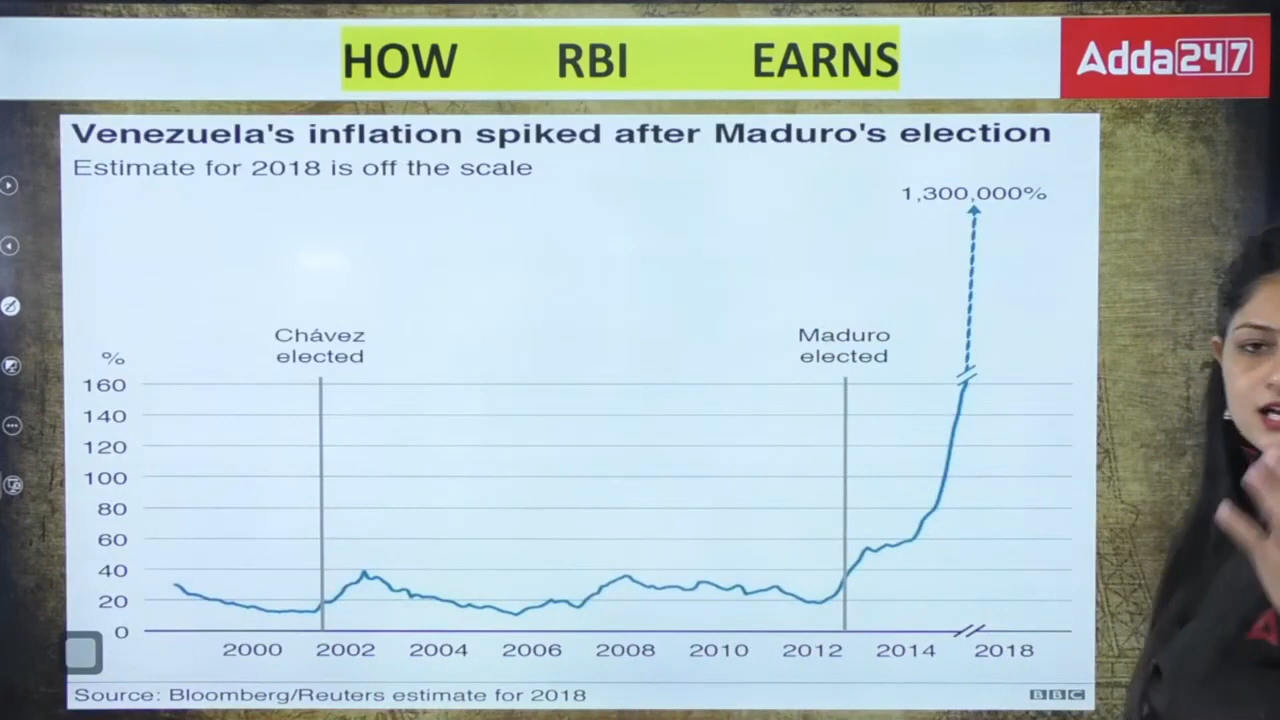 HOW RBI EARNS
Adda247
Venezuela's inflation spiked after Maduro's election
Estimate for 2018 is off the scale
1,300,000%
Chávez
elected
Maduro
elected
%
160
140
120
100
80
60
40
20
0
2000 2002 2004 2006 2008 2010 2012 2014 2018
Source: Bloomberg/Reuters estimate for 2018
BBC